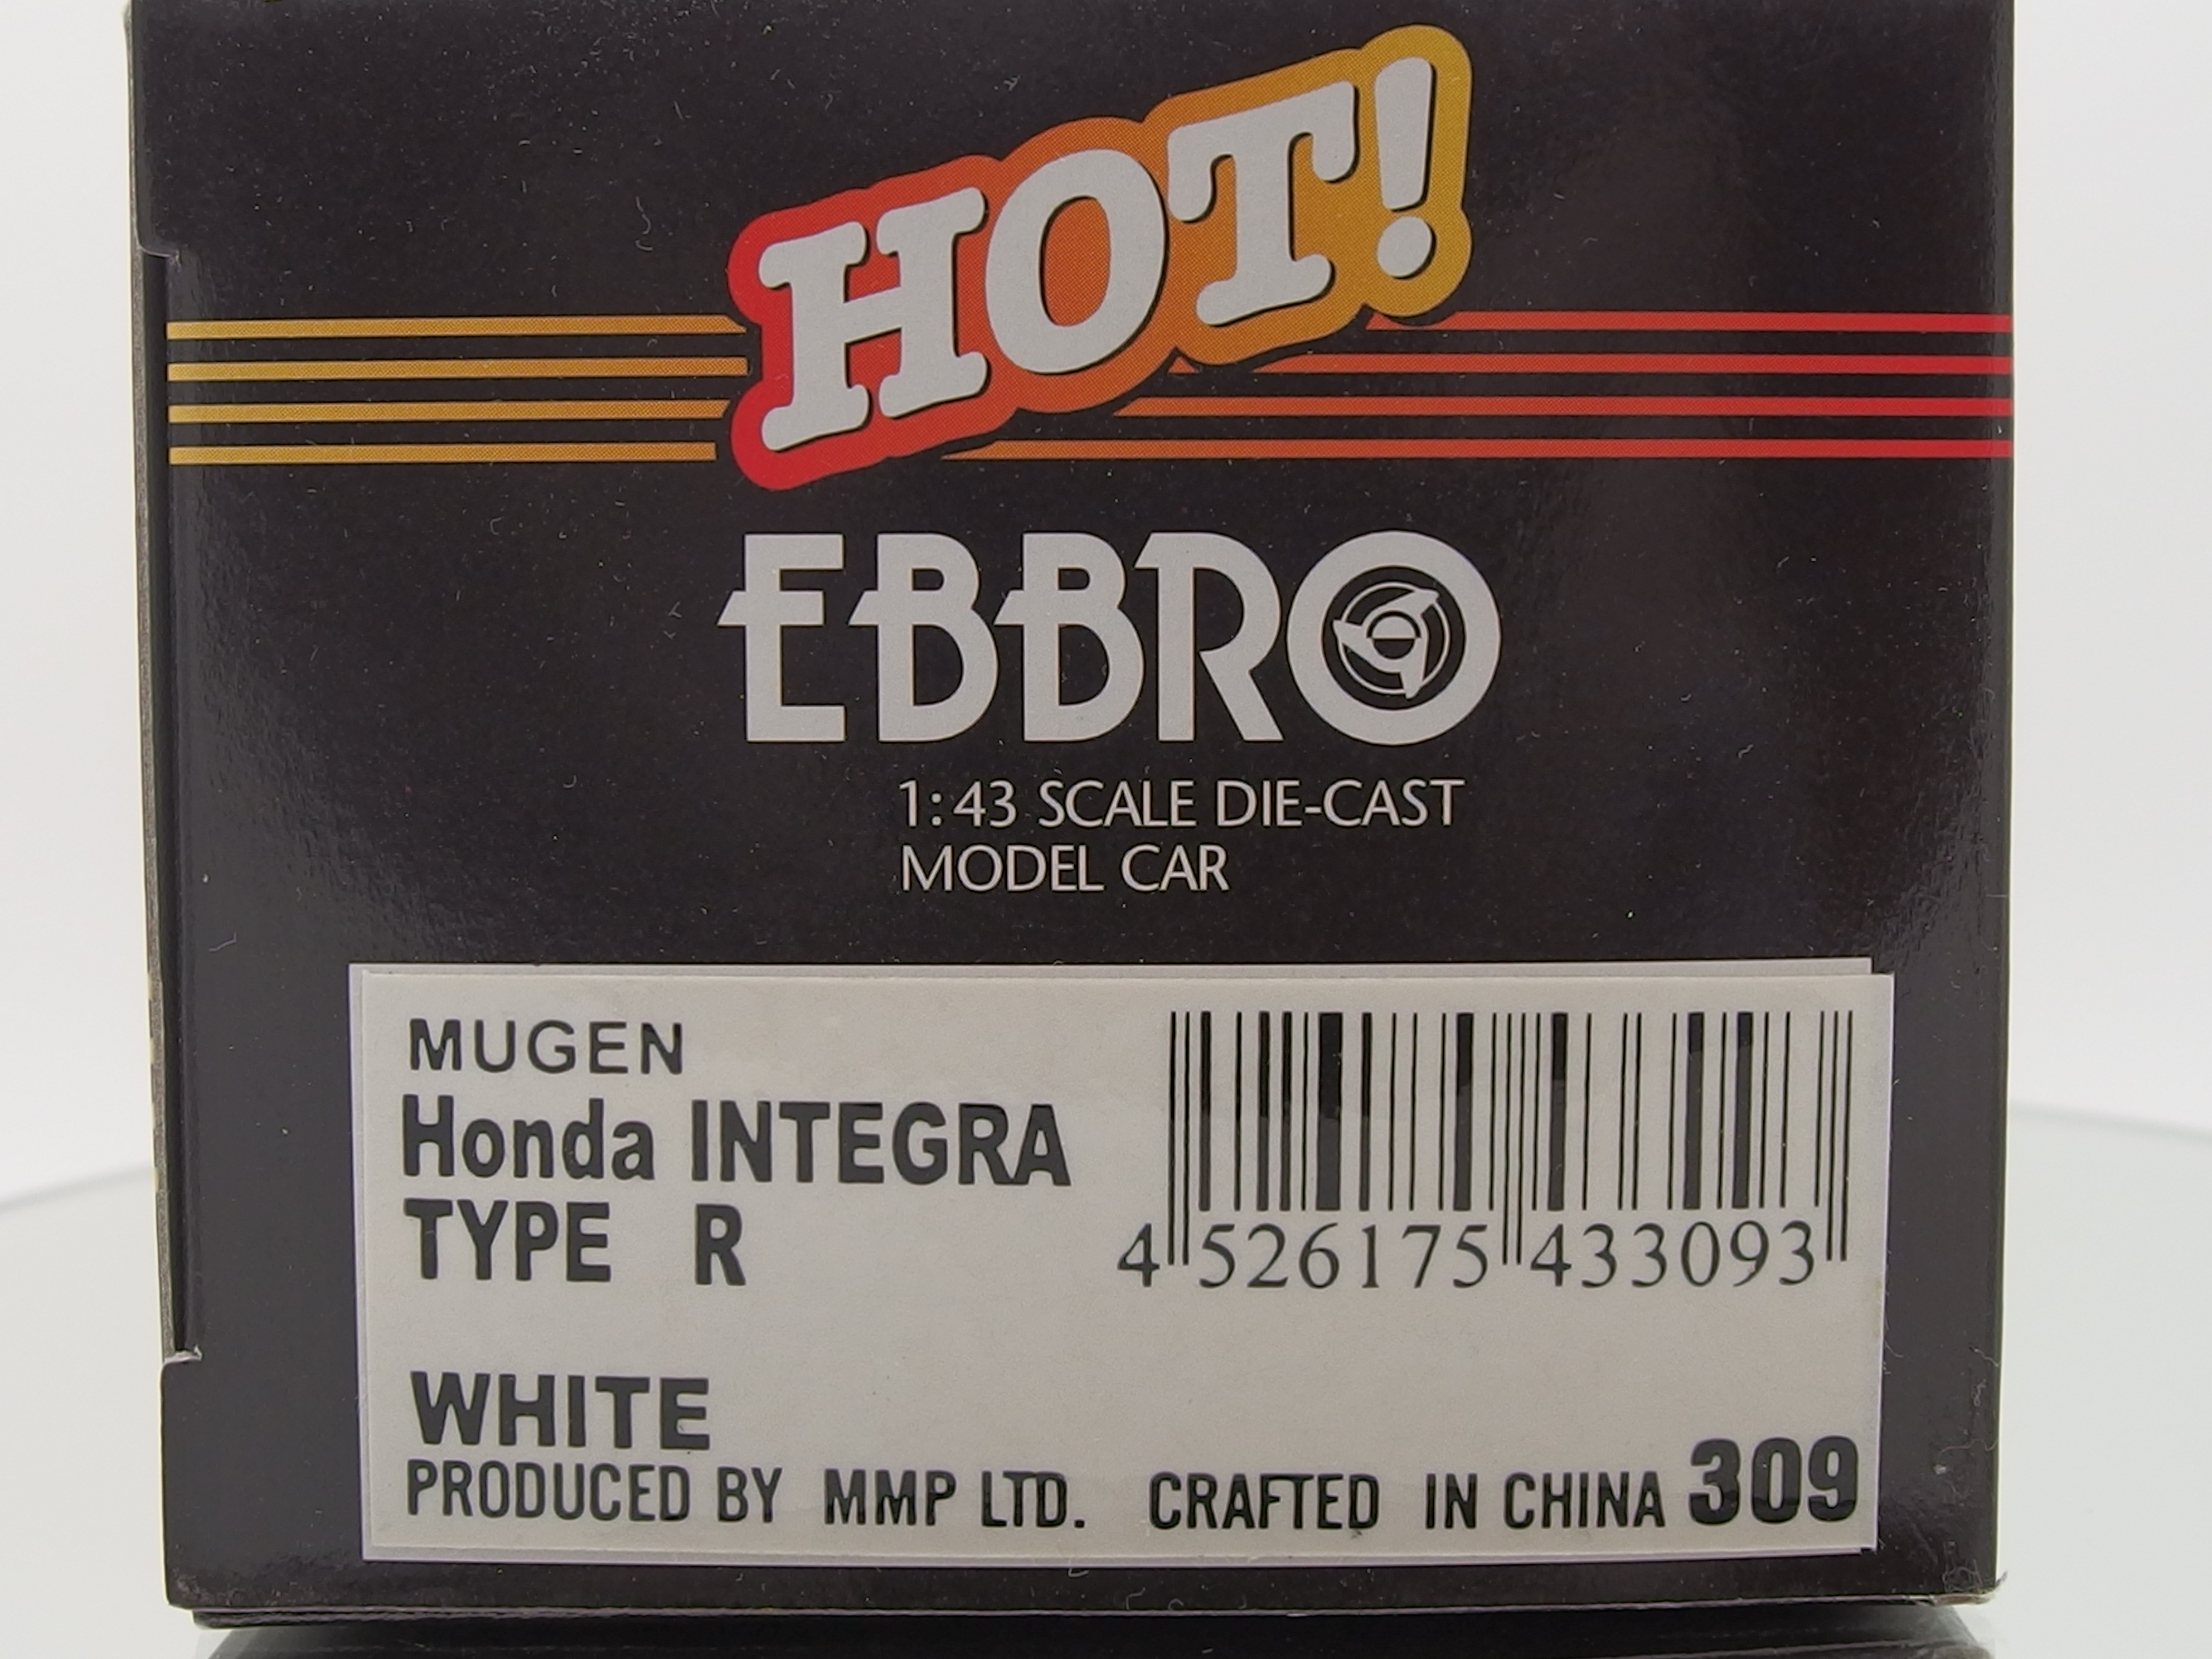 HOT!
EBBRO
1:43 SCALE DIE-CAST
MODEL CAR
MUGEN
Honda INTEGRA
TYPE R
4 526175 433093
WHITE
PRODUCED BY MMP LTD. CRAFTED IN CHINA 309